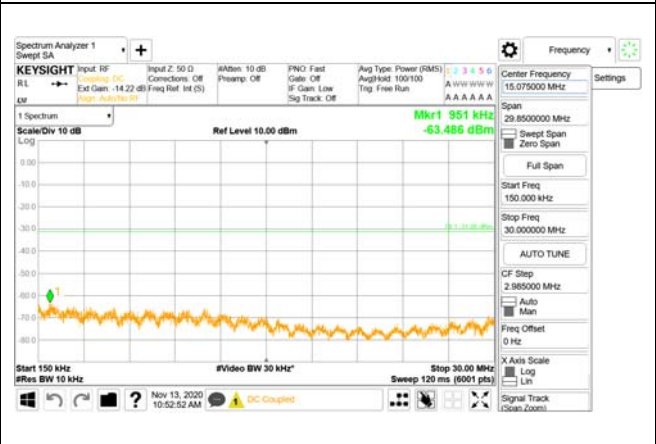 Spectrum Analyzer 1
Swept SA
Frequency
Settings
KEYSIGHT
RL
Input: RF
Coupling: DC
Ext Gain: -14.22 dB
Align: Auto/No RF
Input Z: 50 Ω
Corrections: Off
Freq Ref: Int (S)
#Atten: 10 dB
Preamp: Off
PNO: Fast
Gate: Off
IF Gain: Low
Sig Track: Off
Avg Type: Power (RMS)
Avg|Hold: 100/100
Trig: Free Run
1 2 3 4 5 6
A W W W W W
A A A A A A
1 Spectrum
Scale/Div 10 dB
Log
Ref Level 10.00 dBm
Mkr1 951 kHz
-63.486 dBm
0.00
-10.0
-20.0
-30.0
-40.0
-50.0
-60.0
-70.0
-80.0
1
Start 150 kHz
#Res BW 10 kHz
#Video BW 30 kHz*
Stop 30.00 MHz
Sweep 120 ms (6001 pts)
Center Frequency
15.075000 MHz
Span
29.8500000 MHz
Swept Span
Zero Span
Full Span
Start Freq
150.000 kHz
Stop Freq
30.000000 MHz
AUTO TUNE
CF Step
2.985000 MHz
Auto
Man
Freq Offset
0 Hz
X Axis Scale
Log
Lin
Signal Track
(Span Zoom)
?
Nov 13, 2020
10:52:52 AM
1
DC Coupled